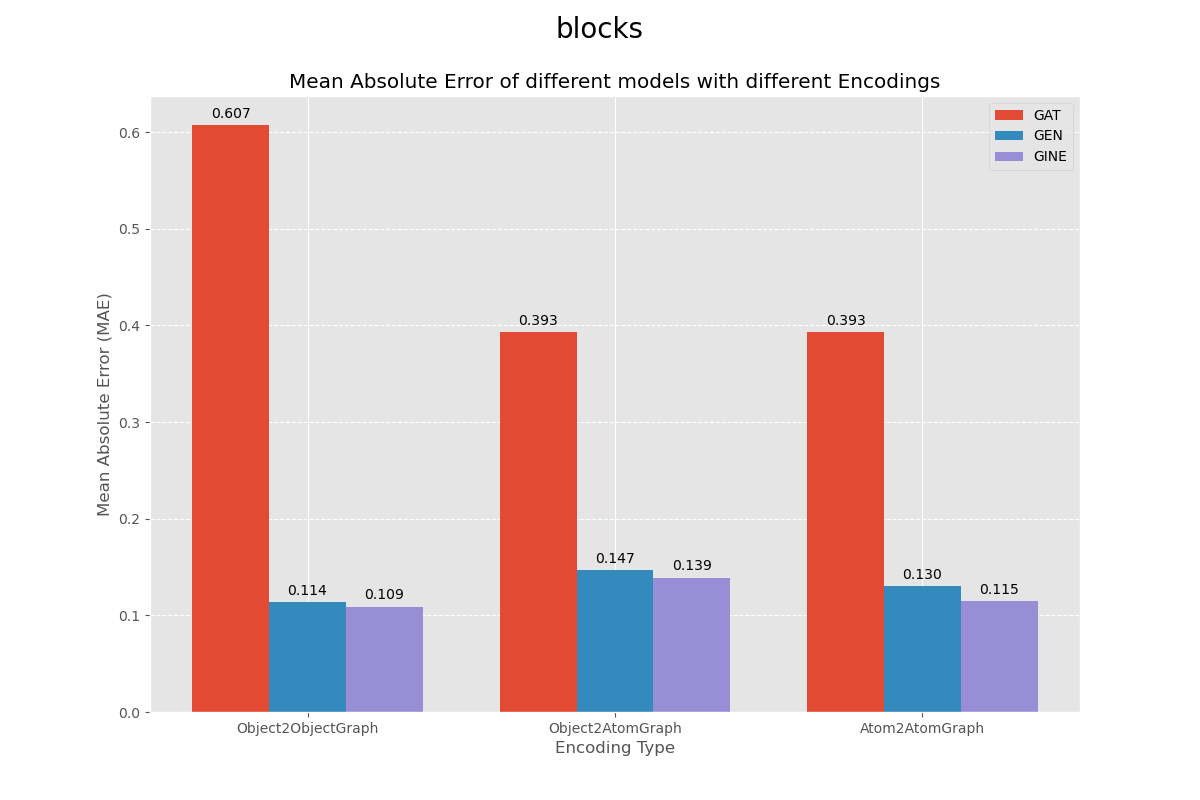 blocks
Mean Absolute Error of different models with different Encodings
GAT
GEN
GINE
0.607
0.114
0.109
0.393
0.147
0.139
0.393
0.130
0.115
0.6
0.5
0.4
0.3
0.2
0.1
0.0
Mean Absolute Error (MAE)
Object2ObjectGraph Object2AtomGraph Atom2AtomGraph
Encoding Type